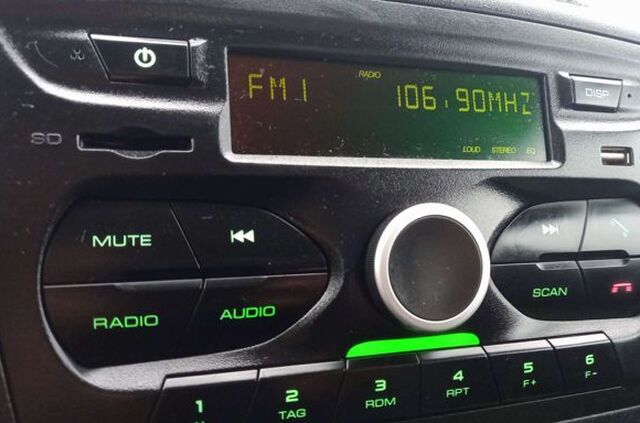 RADIO
FM1 106.90MHZ
LOUD STEREO EQ
DISP
SD
MUTE
RADIO
AUDIO
SCAN
1
2
TAG
3
RDM
4
RPT
5
F+
6
F-